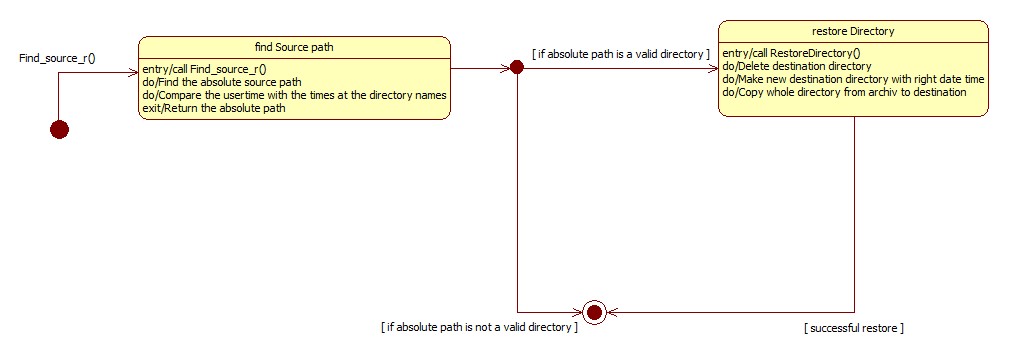 Find_source_r()
find Source path
entry/call Find_source_r()
do/Find the absolute source path
do/Compare the usertime with the times at the directory names
exit/Return the absolute path
[ if absolute path is a valid directory ]
restore Directory
entry/call RestoreDirectory()
do/Delete destination directory
do/Make new destination directory with right date time
do/Copy whole directory from archiv to destination
[ if absolute path is not a valid directory ]
[ successful restore ]